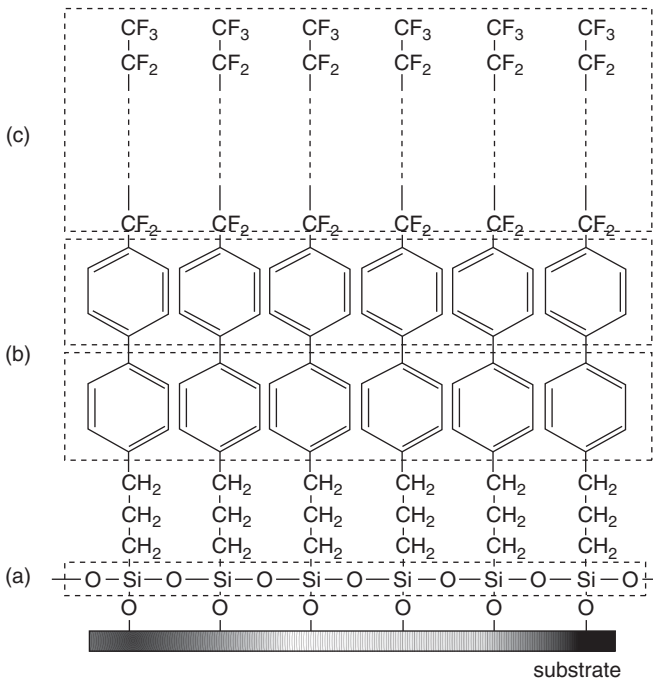 CF3 CF3 CF3 CF3 CF3 CF3
CF2 CF2 CF2 CF2 CF2 CF2
(c)
CF2 CF2 CF2 CF2 CF2 CF2
(b)
CH2 CH2 CH2 CH2 CH2 CH2
CH2 CH2 CH2 CH2 CH2 CH2
CH2 CH2 CH2 CH2 CH2 CH2
(a) O Si O Si O Si O Si O Si O Si O
O O O O O O
substrate